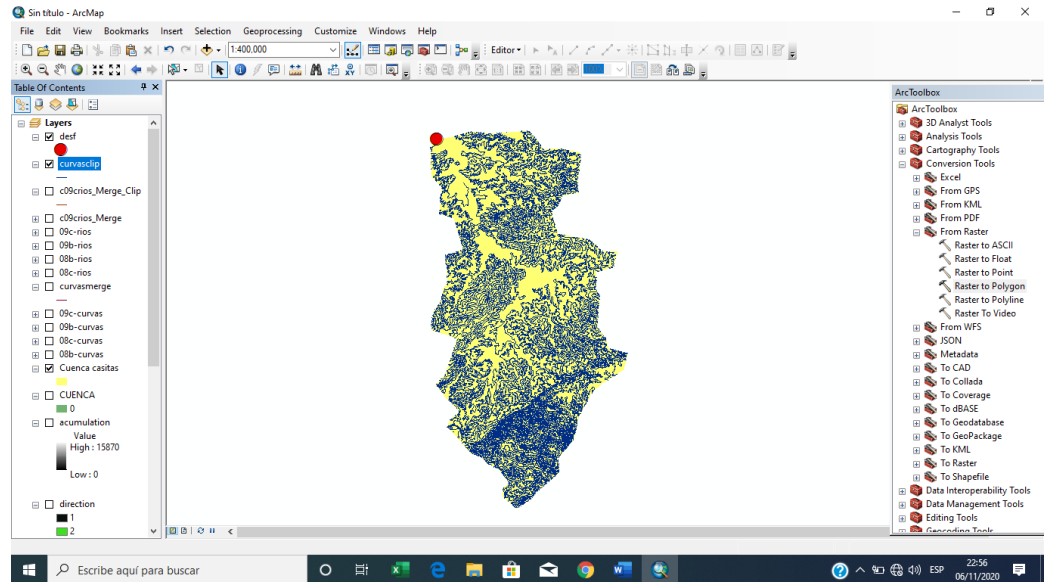 Sin título - ArcMap
File Edit View Bookmarks Insert Selection Geoprocessing Customize Windows Help
1:400.000
Editor
Table Of Contents
Layers
desf
curvasclip
c09crios_Merge_Clip
c09crios_Merge
09c-rios
09b-rios
08b-rios
08c-rios
curvasmerge
09c-curvas
09b-curvas
08c-curvas
08b-curvas
Cuenca casitas
CUENCA
0
acumulation
Value
High : 15870
Low : 0
direction
1
2
ArcToolbox
ArcToolbox
3D Analyst Tools
Analysis Tools
Cartography Tools
Conversion Tools
Excel
From GPS
From KML
From PDF
From Raster
Raster to ASCII
Raster to Float
Raster to Point
Raster to Polygon
Raster to Polyline
Raster To Video
From WFS
JSON
Metadata
To CAD
To Collada
To Coverage
To dBASE
To Geodatabase
To GeoPackage
To KML
To Raster
To Shapefile
Data Interoperability Tools
Data Management Tools
Editing Tools
Geocoding Tools
Escribe aquí para buscar
ESP
22:56
06/11/2020